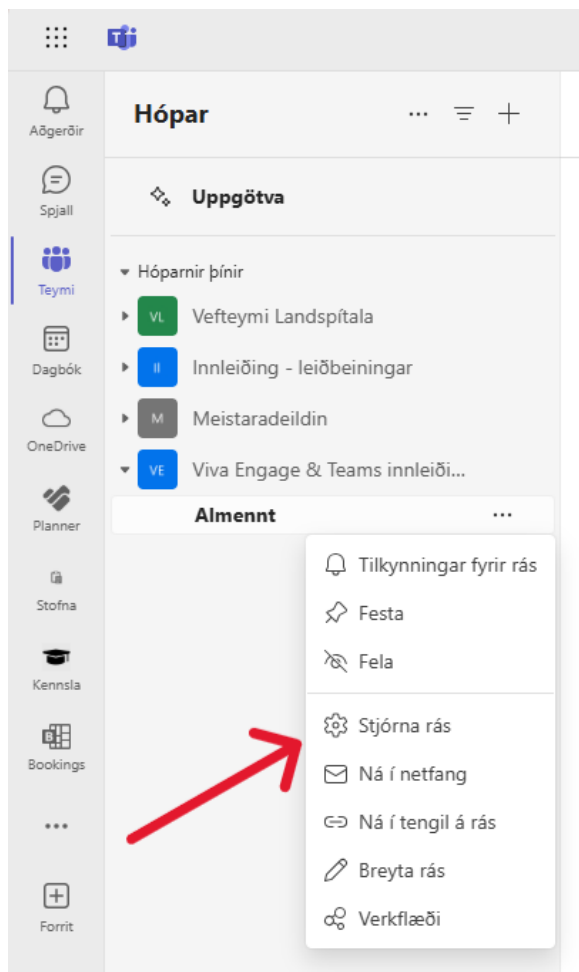 Aðgerðir
Spjall
Teymi
Dagbók
OneDrive
Planner
Stofna
Kennsla
Bookings
Forrit
Hópar
Uppgötva
Hóparnir þínir
VL Vefteymi Landspítala
II Innleiðing - leiðbeiningar
M Meistaradeildin
VE Viva Engage & Teams innleiði...
Almennt
Tilkynningar fyrir rás
Festa
Fela
Stjórna rás
Ná í netfang
Ná í tengil á rás
Breyta rás
Verkflæði